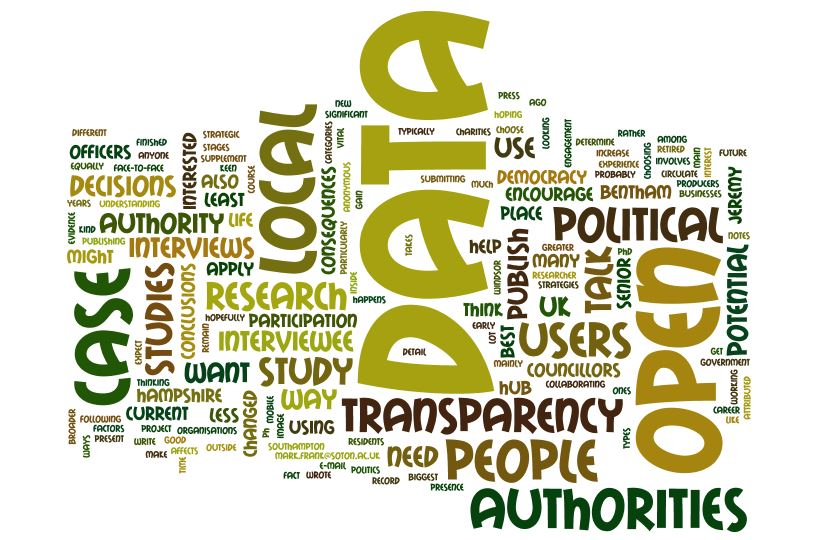 DATA
OPEN
LOCAL
CASE
TRANSPARENCY
AUTHORITIES
PEOPLE
POLITICAL
USERS
STUDIES
STUDY
RESEARCH
AUTHORITY
INTERVIEWS
INTERVIEWEE
DECISIONS
DIFFERENT
FINISHED
OFFICERS
ANYONE
EQUALLY
FACE-TO-FACE
YEARS
UNDERSTANDING
EVIDENCE
KIND
PUBLISHING
MIGHT
INTERESTED
STRATEGIC
STAGES
SUPPLEMENT
KEEN
ALSO
COURSE
LEAST
LIFE
APPLY
CONCLUSIONS
HOPEFULLY
REMAIN
PARTICIPATION
EXPECT
THINKING
HAMPSHIRE
WANT
WAY
BROADER
FOLLOWING
CURRENT
LESS
FACTORS
PROJECT
ORGANISATIONS
WAYS
PRESENT
WRITE
GOOD
MAKE
AFFECTS
OUTSIDE
TIME
CHANGED
Ph
MOBILE
IMAGE
USING
SOUTHAMPTON
RESIDENTS
MARK.FRANK@SOTON.AC.UK
E-MAIL
POLITICS
FACT
WROTE
RECORD
BIGGEST
PRESENCE
NEED
NEW
SIGNIFICANT
CATEGORIES
VITAL
CONSEQUENCES
ANONYMOUS
PARTICULARLY
GAIN
INSIDE
HAPPENS
TYPICALLY
TAKES
DETAIL
SUBMITTING
MUCH
CHARITIES
PRESS
AGO
HOPING
CHOOSE
USE
LOOKING
ENGAGEMENT
DETERMINE
RATHER
AMONG
INCREASE
RETIRED
EXPERIENCE
CHOOSING
INVOLVES
MAIN
INTEREST
FUTURE
PROBABLY
CIRCULATE
PRODUCERS
BUSINESSES
DEMOCRACY
ENCOURAGE
BENTHAM
JEREMY
PLACE
NOTES
HELP
PUBLISH
WINDSOR
GREATER
MANY
RESEARCHER
STRATEGIES
TALK
PhD
SENIOR
POTENTIAL
THINK
UK
EARLY
LOT
BEST
MAINLY
COUNCILLORS
HUB
COLLABORATING
ONES
TYPES
GET
GOVERNMENT
WORKING
CAREER
LIKE
ATTRIBUTED